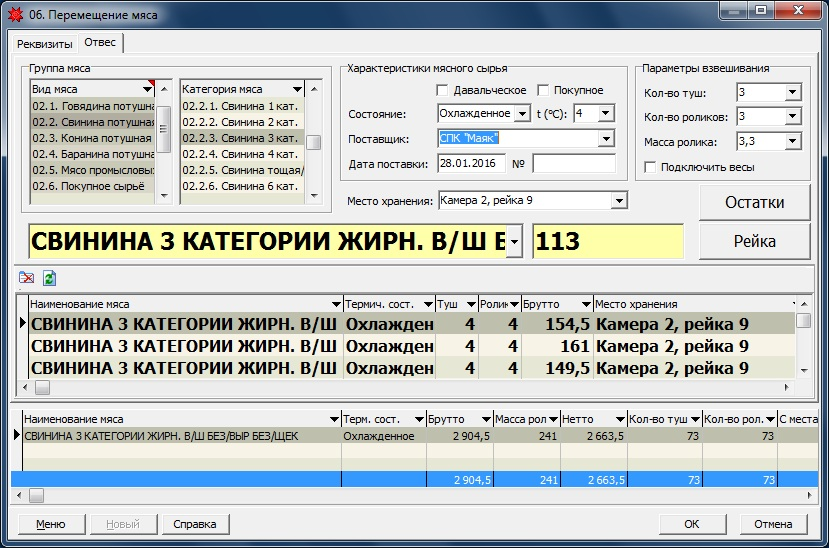 06. Перемещение мяса
Реквизиты Отвес
Группа мяса
Вид мяса
02.1. Говядина потушна
02.2. Свинина потушная
02.3. Конина потушная
02.4. Баранина потушна
02.5. Мясо промысловы
02.6. Покупное сырьё
Категория мяса
02.2.1. Свинина 1 кат.
02.2.2. Свинина 2 кат.
02.2.3. Свинина 3 кат.
02.2.4. Свинина 4 кат.
02.2.5. Свинина тощая/
02.2.6. Свинина 6 кат.
Характеристики мясного сырья
Давальческое Покупное
Состояние: Охлажденное t (°C): 4
Поставщик: СПК "Маяк"
Дата поставки: 28.01.2016 №
Место хранения: Камера 2, рейка 9
Параметры взвешивания
Кол-во туш: 3
Кол-во роликов: 3
Масса ролика: 3,3
Подключить весы
Остатки
Рейка
СВИНИНА 3 КАТЕГОРИИ ЖИРН. В/Ш Б 113
Наименование мяса Термич. сост. Туш Ролик Брутто Место хранения
СВИНИНА 3 КАТЕГОРИИ ЖИРН. В/Ш Охлажден 4 4 154,5 Камера 2, рейка 9
СВИНИНА 3 КАТЕГОРИИ ЖИРН. В/Ш Охлажден 4 4 161 Камера 2, рейка 9
СВИНИНА 3 КАТЕГОРИИ ЖИРН. В/Ш Охлажден 4 4 149,5 Камера 2, рейка 9
Наименование мяса Терм. сост. Брутто Масса рол Нетто Кол-во туш Кол-во рол. С места
СВИНИНА 3 КАТЕГОРИИ ЖИРН. В/Ш БЕЗ/ВЫР БЕЗ/ЩЕК Охлажденное 2 904,5 241 2 663,5 73 73
2 904,5 241 2 663,5 73 73
Меню Новый Справка OK Отмена